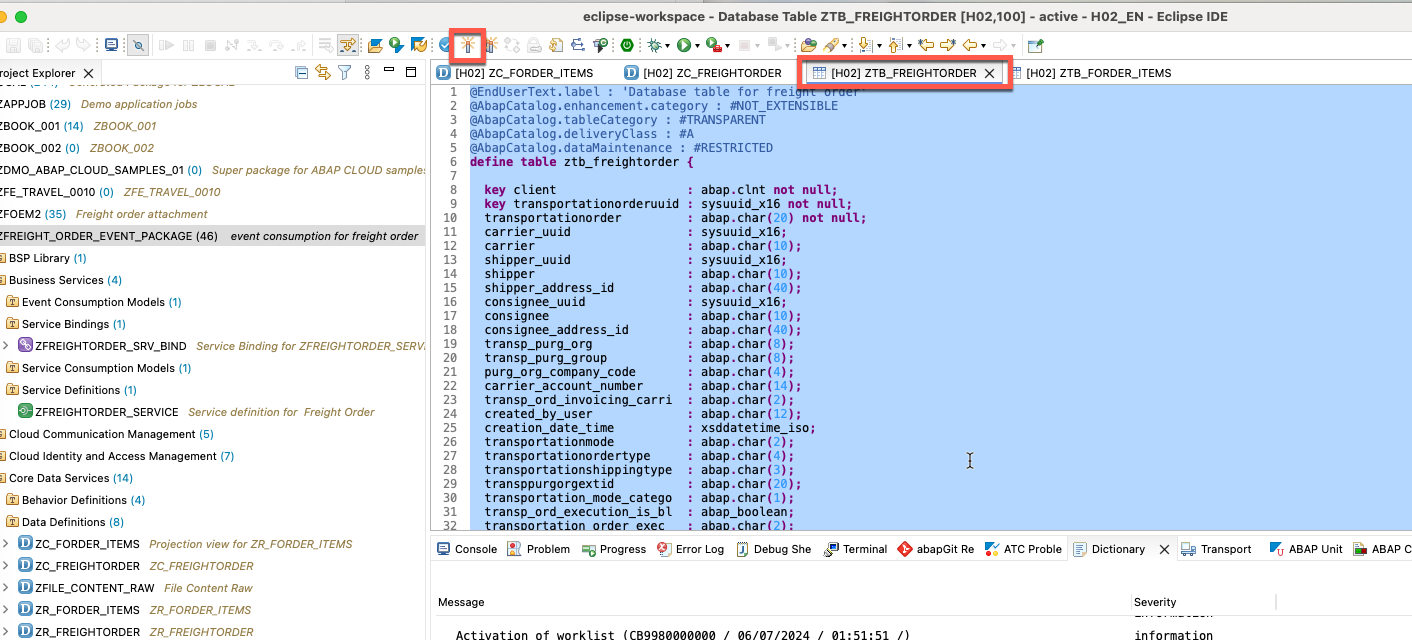 eclipse-workspace - Database Table ZTB_FREIGHTORDER [H02,100] - active - H02_EN - Eclipse IDE
roject Explorer
[H02] ZC_FORDER_ITEMS
[H02] ZC_FREIGHTORDER
[H02] ZTB_FREIGHTORDER
[H02] ZTB_FORDER_ITEMS
ZAPPJOB (29) Demo application jobs
ZBOOK_001 (14) ZBOOK_001
ZBOOK_002 (0) ZBOOK_002
ZDMO_ABAP_CLOUD_SAMPLES_01 (0) Super package for ABAP CLOUD samples
ZFE_TRAVEL_0010 (0) ZFE_TRAVEL_0010
ZFOEM2 (35) Freight order attachment
ZFREIGHT_ORDER_EVENT_PACKAGE (46) event consumption for freight order
BSP Library (1)
Business Services (4)
Event Consumption Models (1)
Service Bindings (1)
ZFREIGHTORDER_SRV_BIND Service Binding for ZFREIGHTORDER_SERVI
Service Consumption Models (1)
Service Definitions (1)
ZFREIGHTORDER_SERVICE Service definition for Freight Order
Cloud Communication Management (5)
Cloud Identity and Access Management (7)
Core Data Services (14)
Behavior Definitions (4)
Data Definitions (8)
ZC_FORDER_ITEMS Projection view for ZR_FORDER_ITEMS
ZC_FREIGHTORDER ZC_FREIGHTORDER
ZFILE_CONTENT_RAW File Content Raw
ZR_FORDER_ITEMS ZR_FORDER_ITEMS
ZR_FREIGHTORDER ZR_FREIGHTORDER
1 @EndUserText.label : 'Database table for freight order'
2 @AbapCatalog.enhancement.category : #NOT_EXTENSIBLE
3 @AbapCatalog.tableCategory : #TRANSPARENT
4 @AbapCatalog.deliveryClass : #A
5 @AbapCatalog.dataMaintenance : #RESTRICTED
6 define table ztb_freightorder {
7
8 key client : abap.clnt not null;
9 key transportationorderuuid : sysuuid_x16 not null;
10 transportationorder : abap.char(20) not null;
11 carrier_uuid : sysuuid_x16;
12 carrier : abap.char(10);
13 shipper_uuid : sysuuid_x16;
14 shipper : abap.char(10);
15 shipper_address_id : abap.char(40);
16 consignee_uuid : sysuuid_x16;
17 consignee : abap.char(10);
18 consignee_address_id : abap.char(40);
19 transp_purg_org : abap.char(8);
20 transp_purg_group : abap.char(8);
21 purg_org_company_code : abap.char(4);
22 carrier_account_number : abap.char(14);
23 transp_ord_invoicing_carri : abap.char(2);
24 created_by_user : abap.char(12);
25 creation_date_time : xsddatetime_iso;
26 transportationmode : abap.char(2);
27 transportationordertype : abap.char(4);
28 transportationshippingtype : abap.char(3);
29 transppurgorgextid : abap.char(20);
30 transportation_mode_catego : abap.char(1);
31 transp_ord_execution_is_bl : abap_boolean;
32 transportation_order_exec : abap.char(2);
Console
Problem
Progress
Error Log
Debug She
Terminal
abapGit Re
ATC Proble
Dictionary
Transport
ABAP Unit
ABAP C
Message Severity
information
Activation of worklist (CB9980000000 / 06/07/2024 / 01:51:51 /) information